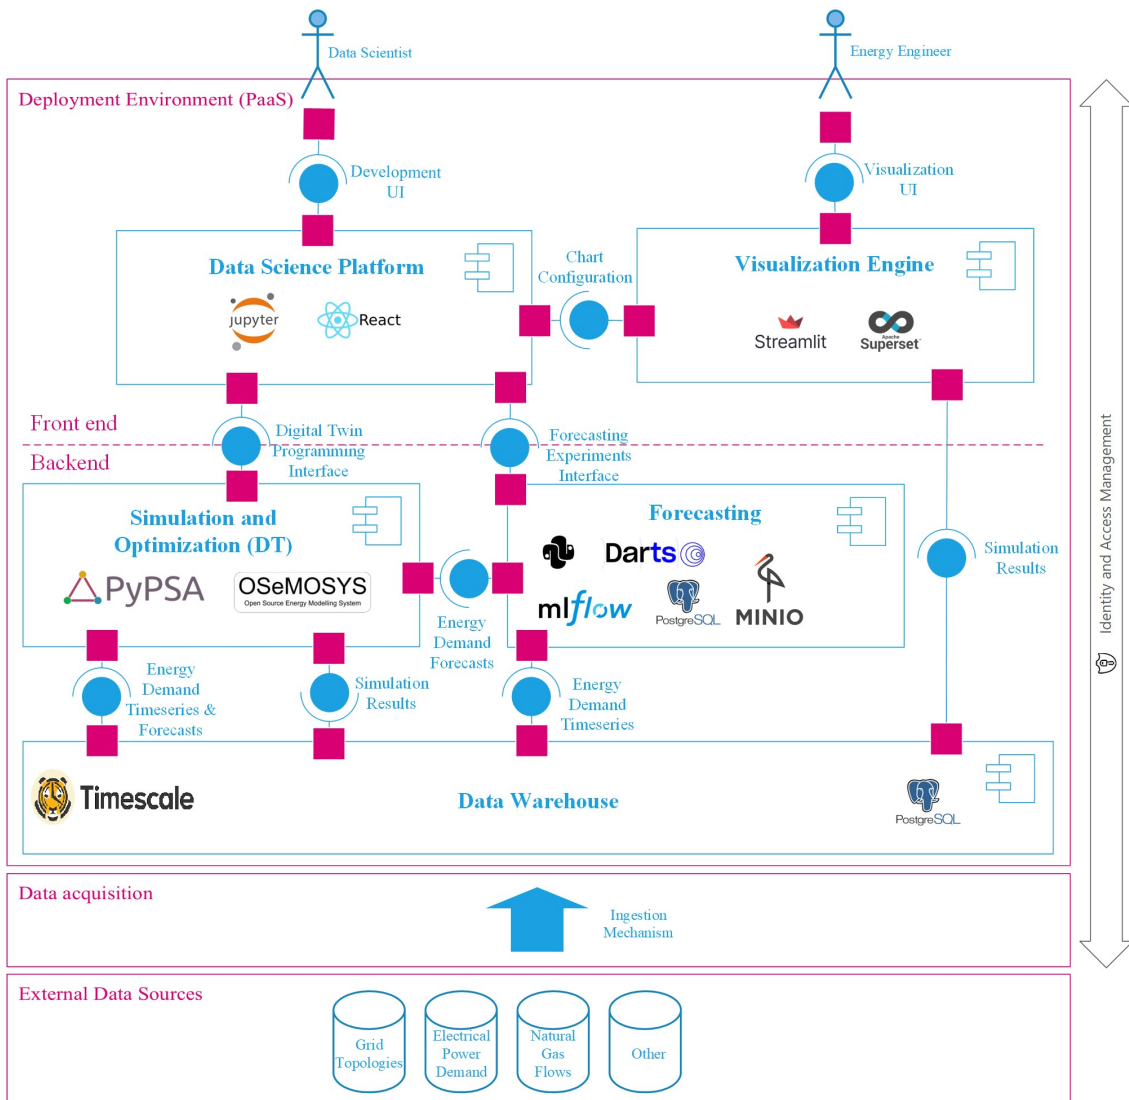 Data Scientist
Energy Engineer
Deployment Environment (PaaS)
Development
UI
Visualization
UI
Data Science Platform
Chart
Configuration
Visualization Engine
jupyter
React
Streamlit
Apache
Superset
Front end
Backend
Digital Twin
Programming
Interface
Forecasting
Experiments
Interface
Identity and Access Management
Simulation and
Optimization (DT)
Forecasting
PyPSA
OSeMOSYS
Open Source Energy Modelling System
Darts
mlflow
PostgreSQL
MINIO
Simulation
Results
Energy
Demand
Forecasts
Energy
Demand
Timeseries &
Forecasts
Simulation
Results
Energy
Demand
Timeseries
Timescale
Data Warehouse
PostgreSQL
Data acquisition
Ingestion
Mechanism
External Data Sources
Grid
Topologies
Electrical
Power
Demand
Natural
Gas
Flows
Other